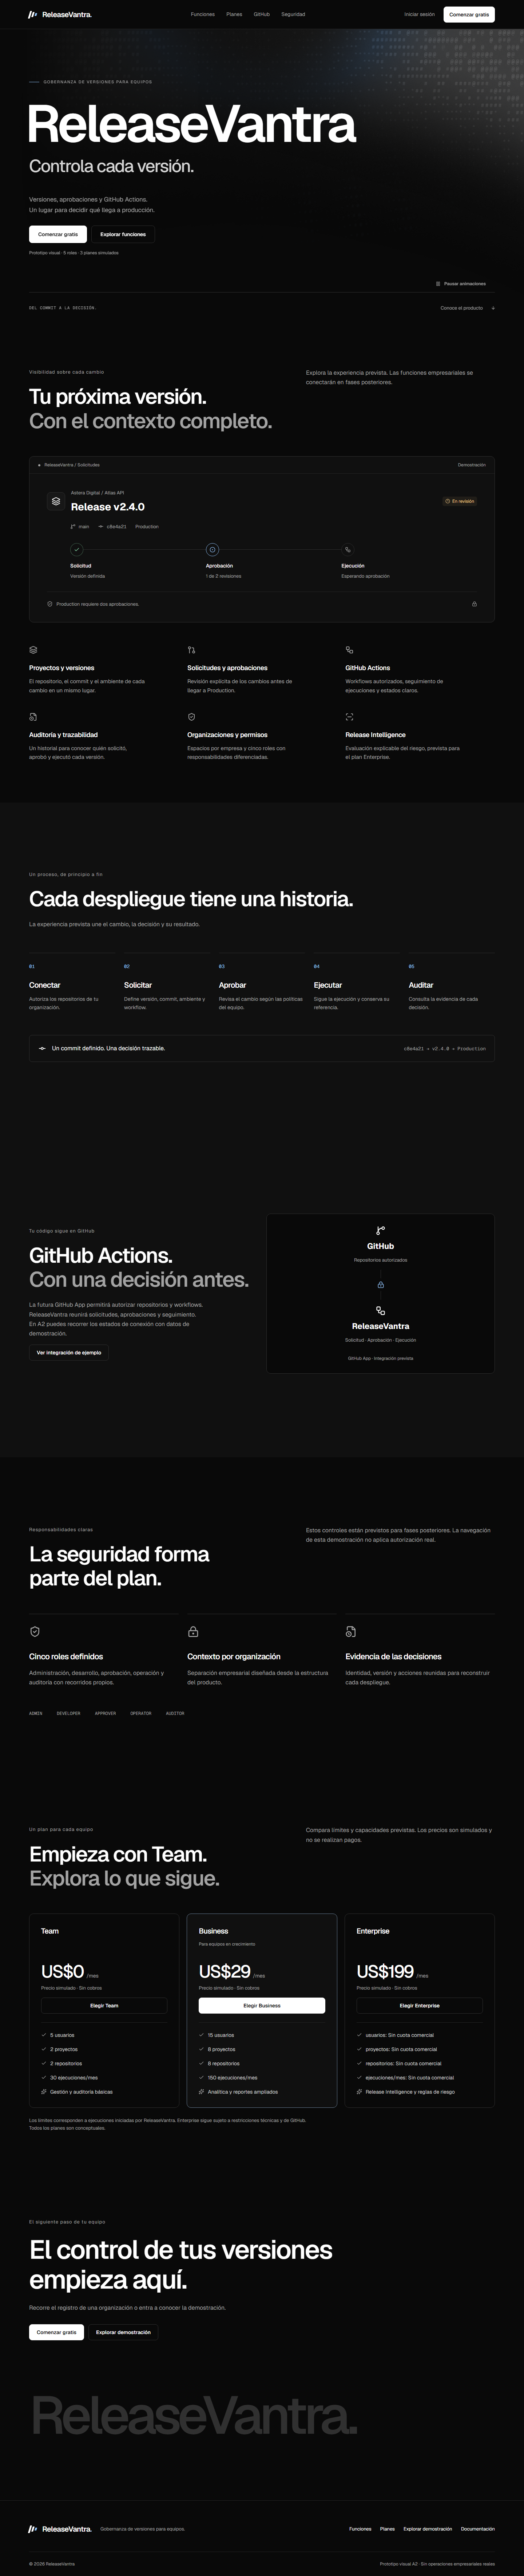 ReleaseVantra.
Funciones Planes GitHub Seguridad
Iniciar sesión Comenzar gratis
GOBERNANZA DE VERSIONES PARA EQUIPOS
ReleaseVantra
Controla cada versión.
Versiones, aprobaciones y GitHub Actions.
Un lugar para decidir qué llega a producción.
Comenzar gratis Explorar funciones
Prototipo visual · 5 roles · 3 planes simulados
Pausar animaciones
DEL COMMIT A LA DECISIÓN.
Conoce el producto
Visibilidad sobre cada cambio
Tu próxima versión.
Con el contexto completo.
Explora la experiencia prevista. Las funciones empresariales se
conectarán en fases posteriores.
ReleaseVantra / Solicitudes
Demostración
Astera Digital / Atlas API
Release v2.4.0
En revisión
main c8e4a21 Production
Solicitud
Versión definida
Aprobación
1 de 2 revisiones
Ejecución
Esperando aprobación
Production requiere dos aprobaciones.
Proyectos y versiones
El repositorio, el commit y el ambiente de cada
cambio en un mismo lugar.
Solicitudes y aprobaciones
Revisión explícita de los cambios antes de
llegar a Production.
GitHub Actions
Workflows autorizados, seguimiento de
ejecuciones y estados claros.
Auditoría y trazabilidad
Un historial para conocer quién solicitó,
aprobó y ejecutó cada versión.
Organizaciones y permisos
Espacios por empresa y cinco roles con
responsabilidades diferenciadas.
Release Intelligence
Evaluación explicable del riesgo, prevista para
el plan Enterprise.
Un proceso, de principio a fin
Cada despliegue tiene una historia.
La experiencia prevista une el cambio, la decisión y su resultado.
01
Conectar
Autoriza los repositorios de tu
organización.
02
Solicitar
Define versión, commit, ambiente y
workflow.
03
Aprobar
Revisa el cambio según las políticas
del equipo.
04
Ejecutar
Sigue la ejecución y conserva su
referencia.
05
Auditar
Consulta la evidencia de cada
decisión.
Un commit definido. Una decisión trazable.
c8e4a21 → v2.4.0 → Production
Tu código sigue en GitHub
GitHub Actions.
Con una decisión antes.
La futura GitHub App permitirá autorizar repositorios y workflows.
ReleaseVantra reunirá solicitudes, aprobaciones y seguimiento.
En A2 puedes recorrer los estados de conexión con datos de
demostración.
Ver integración de ejemplo
GitHub
Repositorios autorizados
ReleaseVantra
Solicitud · Aprobación · Ejecución
GitHub App · Integración prevista
Responsabilidades claras
La seguridad forma
parte del plan.
Estos controles están previstos para fases posteriores. La navegación
de esta demostración no aplica autorización real.
Cinco roles definidos
Administración, desarrollo, aprobación, operación y
auditoría con recorridos propios.
Contexto por organización
Separación empresarial diseñada desde la estructura
del producto.
Evidencia de las decisiones
Identidad, versión y acciones reunidas para reconstruir
cada despliegue.
ADMIN DEVELOPER APPROVER OPERATOR AUDITOR
Un plan para cada equipo
Empieza con Team.
Explora lo que sigue.
Compara límites y capacidades previstas. Los precios son simulados y
no se realizan pagos.
Team
US$0 /mes
Precio simulado · Sin cobros
Elegir Team
5 usuarios
2 proyectos
2 repositorios
30 ejecuciones/mes
Gestión y auditoría básicas
Business
Para equipos en crecimiento
US$29 /mes
Precio simulado · Sin cobros
Elegir Business
15 usuarios
8 proyectos
8 repositorios
150 ejecuciones/mes
Analítica y reportes ampliados
Enterprise
US$199 /mes
Precio simulado · Sin cobros
Elegir Enterprise
usuarios: Sin cuota comercial
proyectos: Sin cuota comercial
repositorios: Sin cuota comercial
ejecuciones/mes: Sin cuota comercial
Release Intelligence y reglas de riesgo
Los límites corresponden a ejecuciones iniciadas por ReleaseVantra. Enterprise sigue sujeto a restricciones técnicas y de GitHub.
Todos los planes son conceptuales.
El siguiente paso de tu equipo
El control de tus versiones
empieza aquí.
Recorre el registro de una organización o entra a conocer la demostración.
Comenzar gratis Explorar demostración
ReleaseVantra.
ReleaseVantra.
Gobernanza de versiones para equipos.
Funciones Planes Explorar demostración Documentación
© 2026 ReleaseVantra
Prototipo visual A2 · Sin operaciones empresariales reales